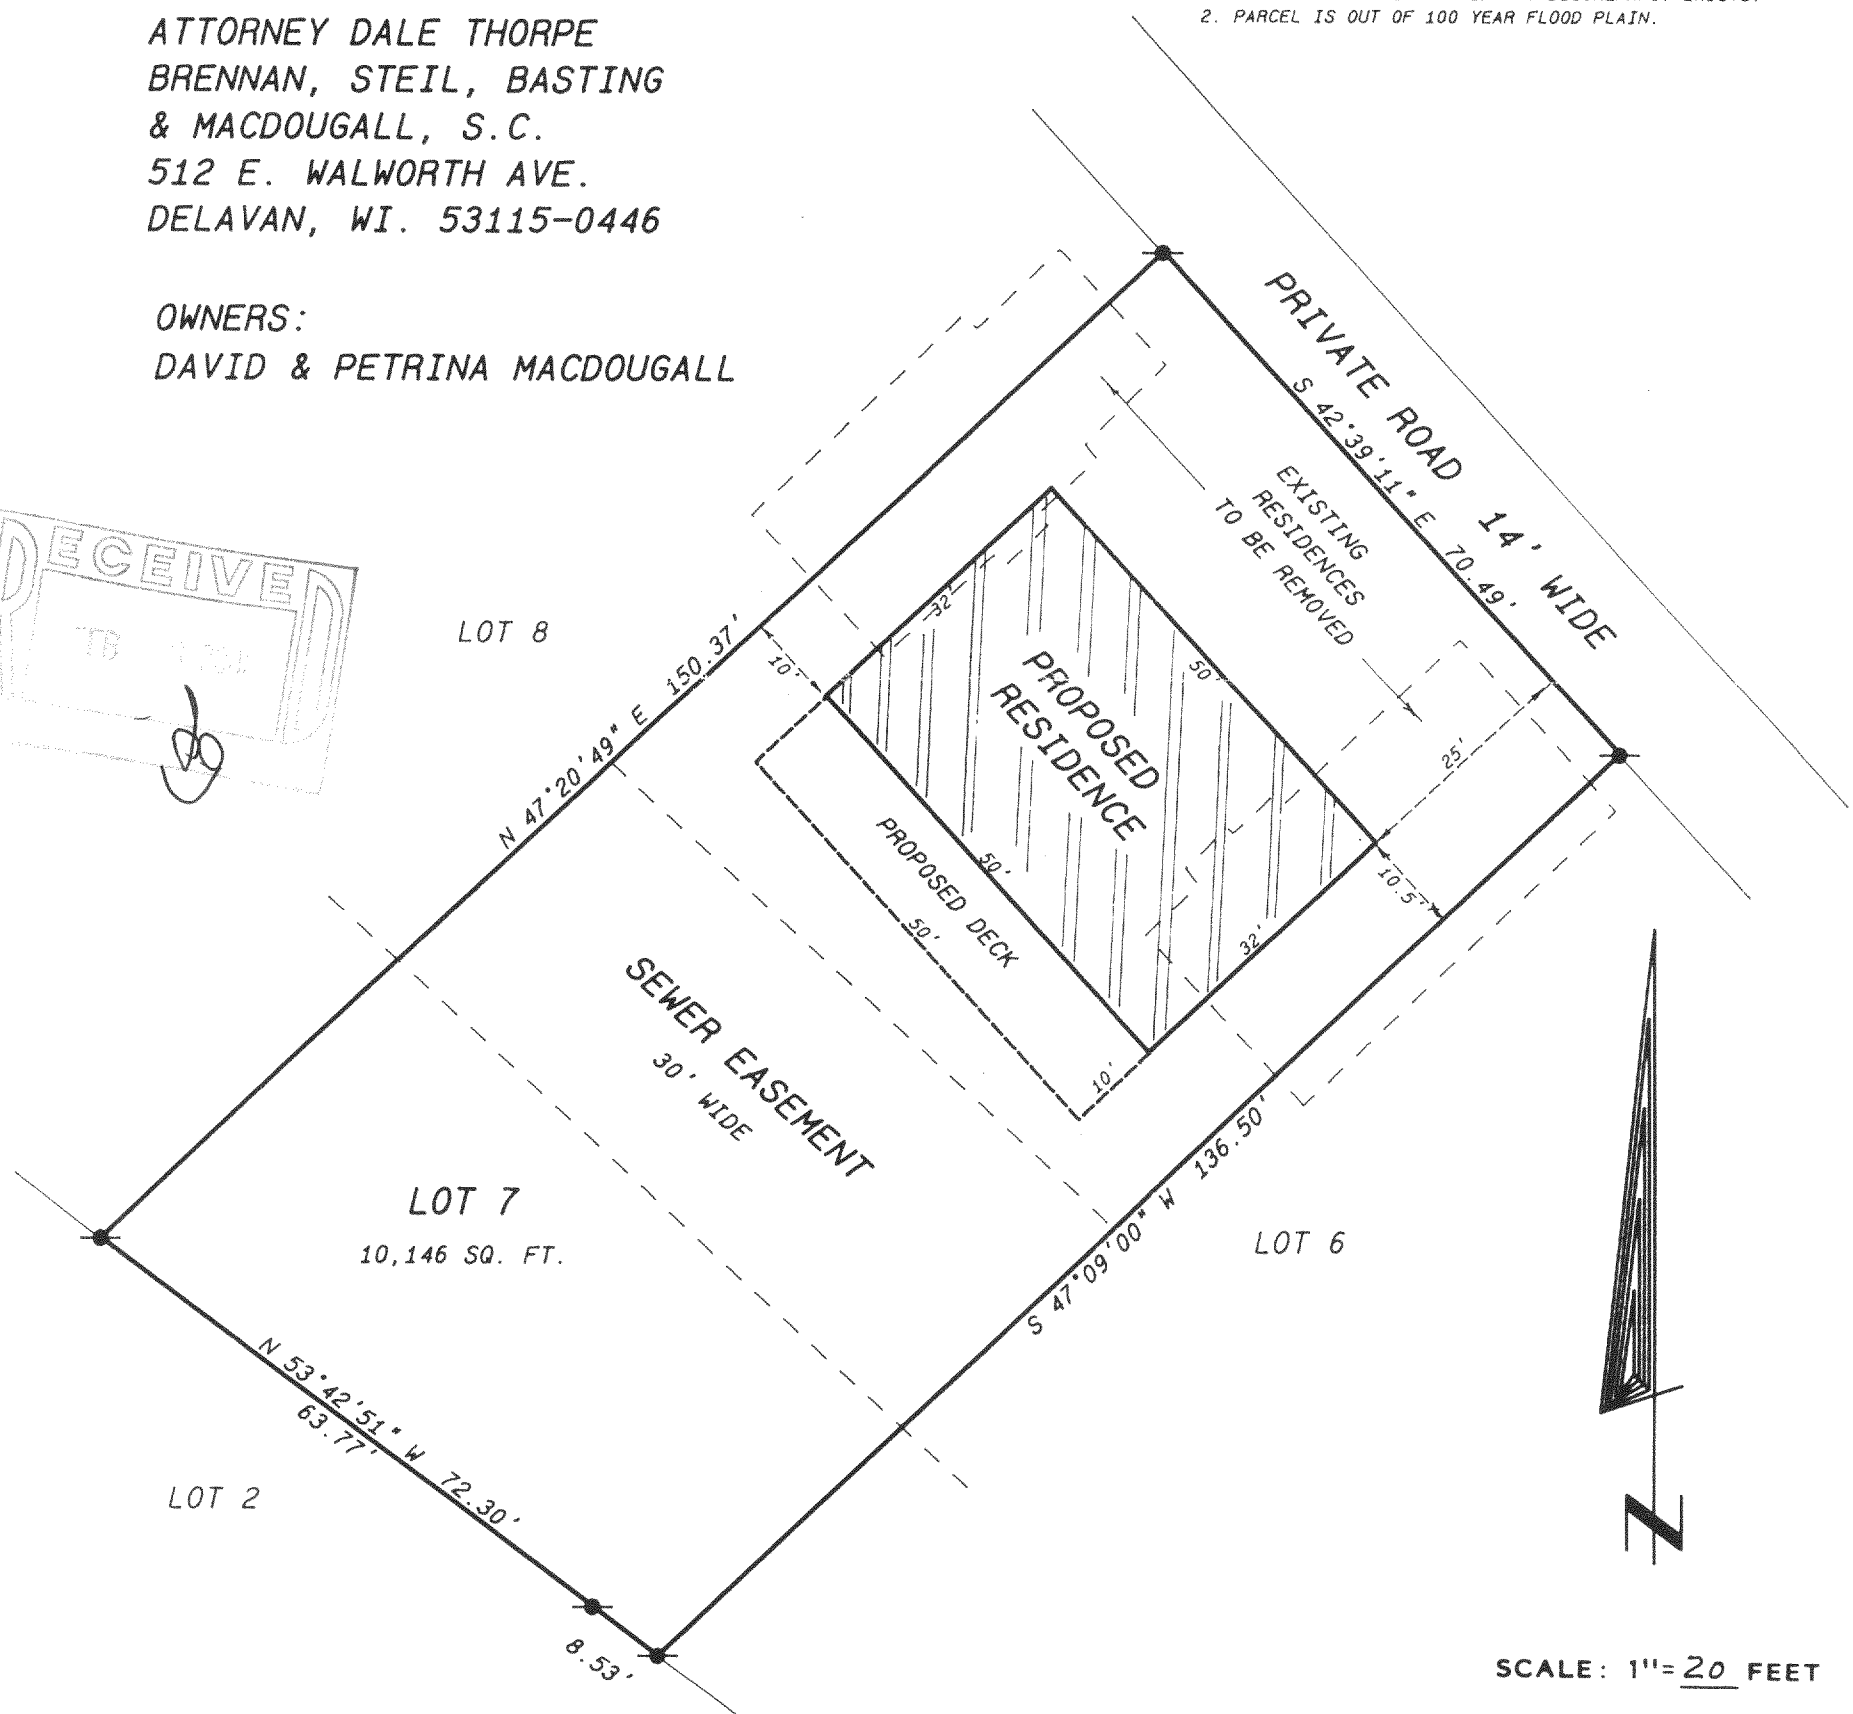 2. PARCEL IS OUT OF 100 YEAR FLOOD PLAIN.
ATTORNEY DALE THORPE
BRENNAN, STEIL, BASTING
& MACDOUGALL, S.C.
512 E. WALWORTH AVE.
DELAVAN, WI. 53115-0446
OWNERS:
DAVID & PETRINA MACDOUGALL
PRIVATE ROAD 14' WIDE
S 42°39'11" E 70.49'
EXISTING
RESIDENCES
TO BE REMOVED
RECEIVED
LOT 8
N 47°20'49" E 150.37'
10'
32'
50'
PROPOSED
RESIDENCE
25'
10.5'
50'
32'
PROPOSED DECK
50'
10'
SEWER EASEMENT
30' WIDE
S 47°09'00" W 136.50'
LOT 7
10,146 SQ. FT.
LOT 6
N 53°42'51" W 72.30'
63.77'
LOT 2
8.53'
N
SCALE: 1"= 20 FEET